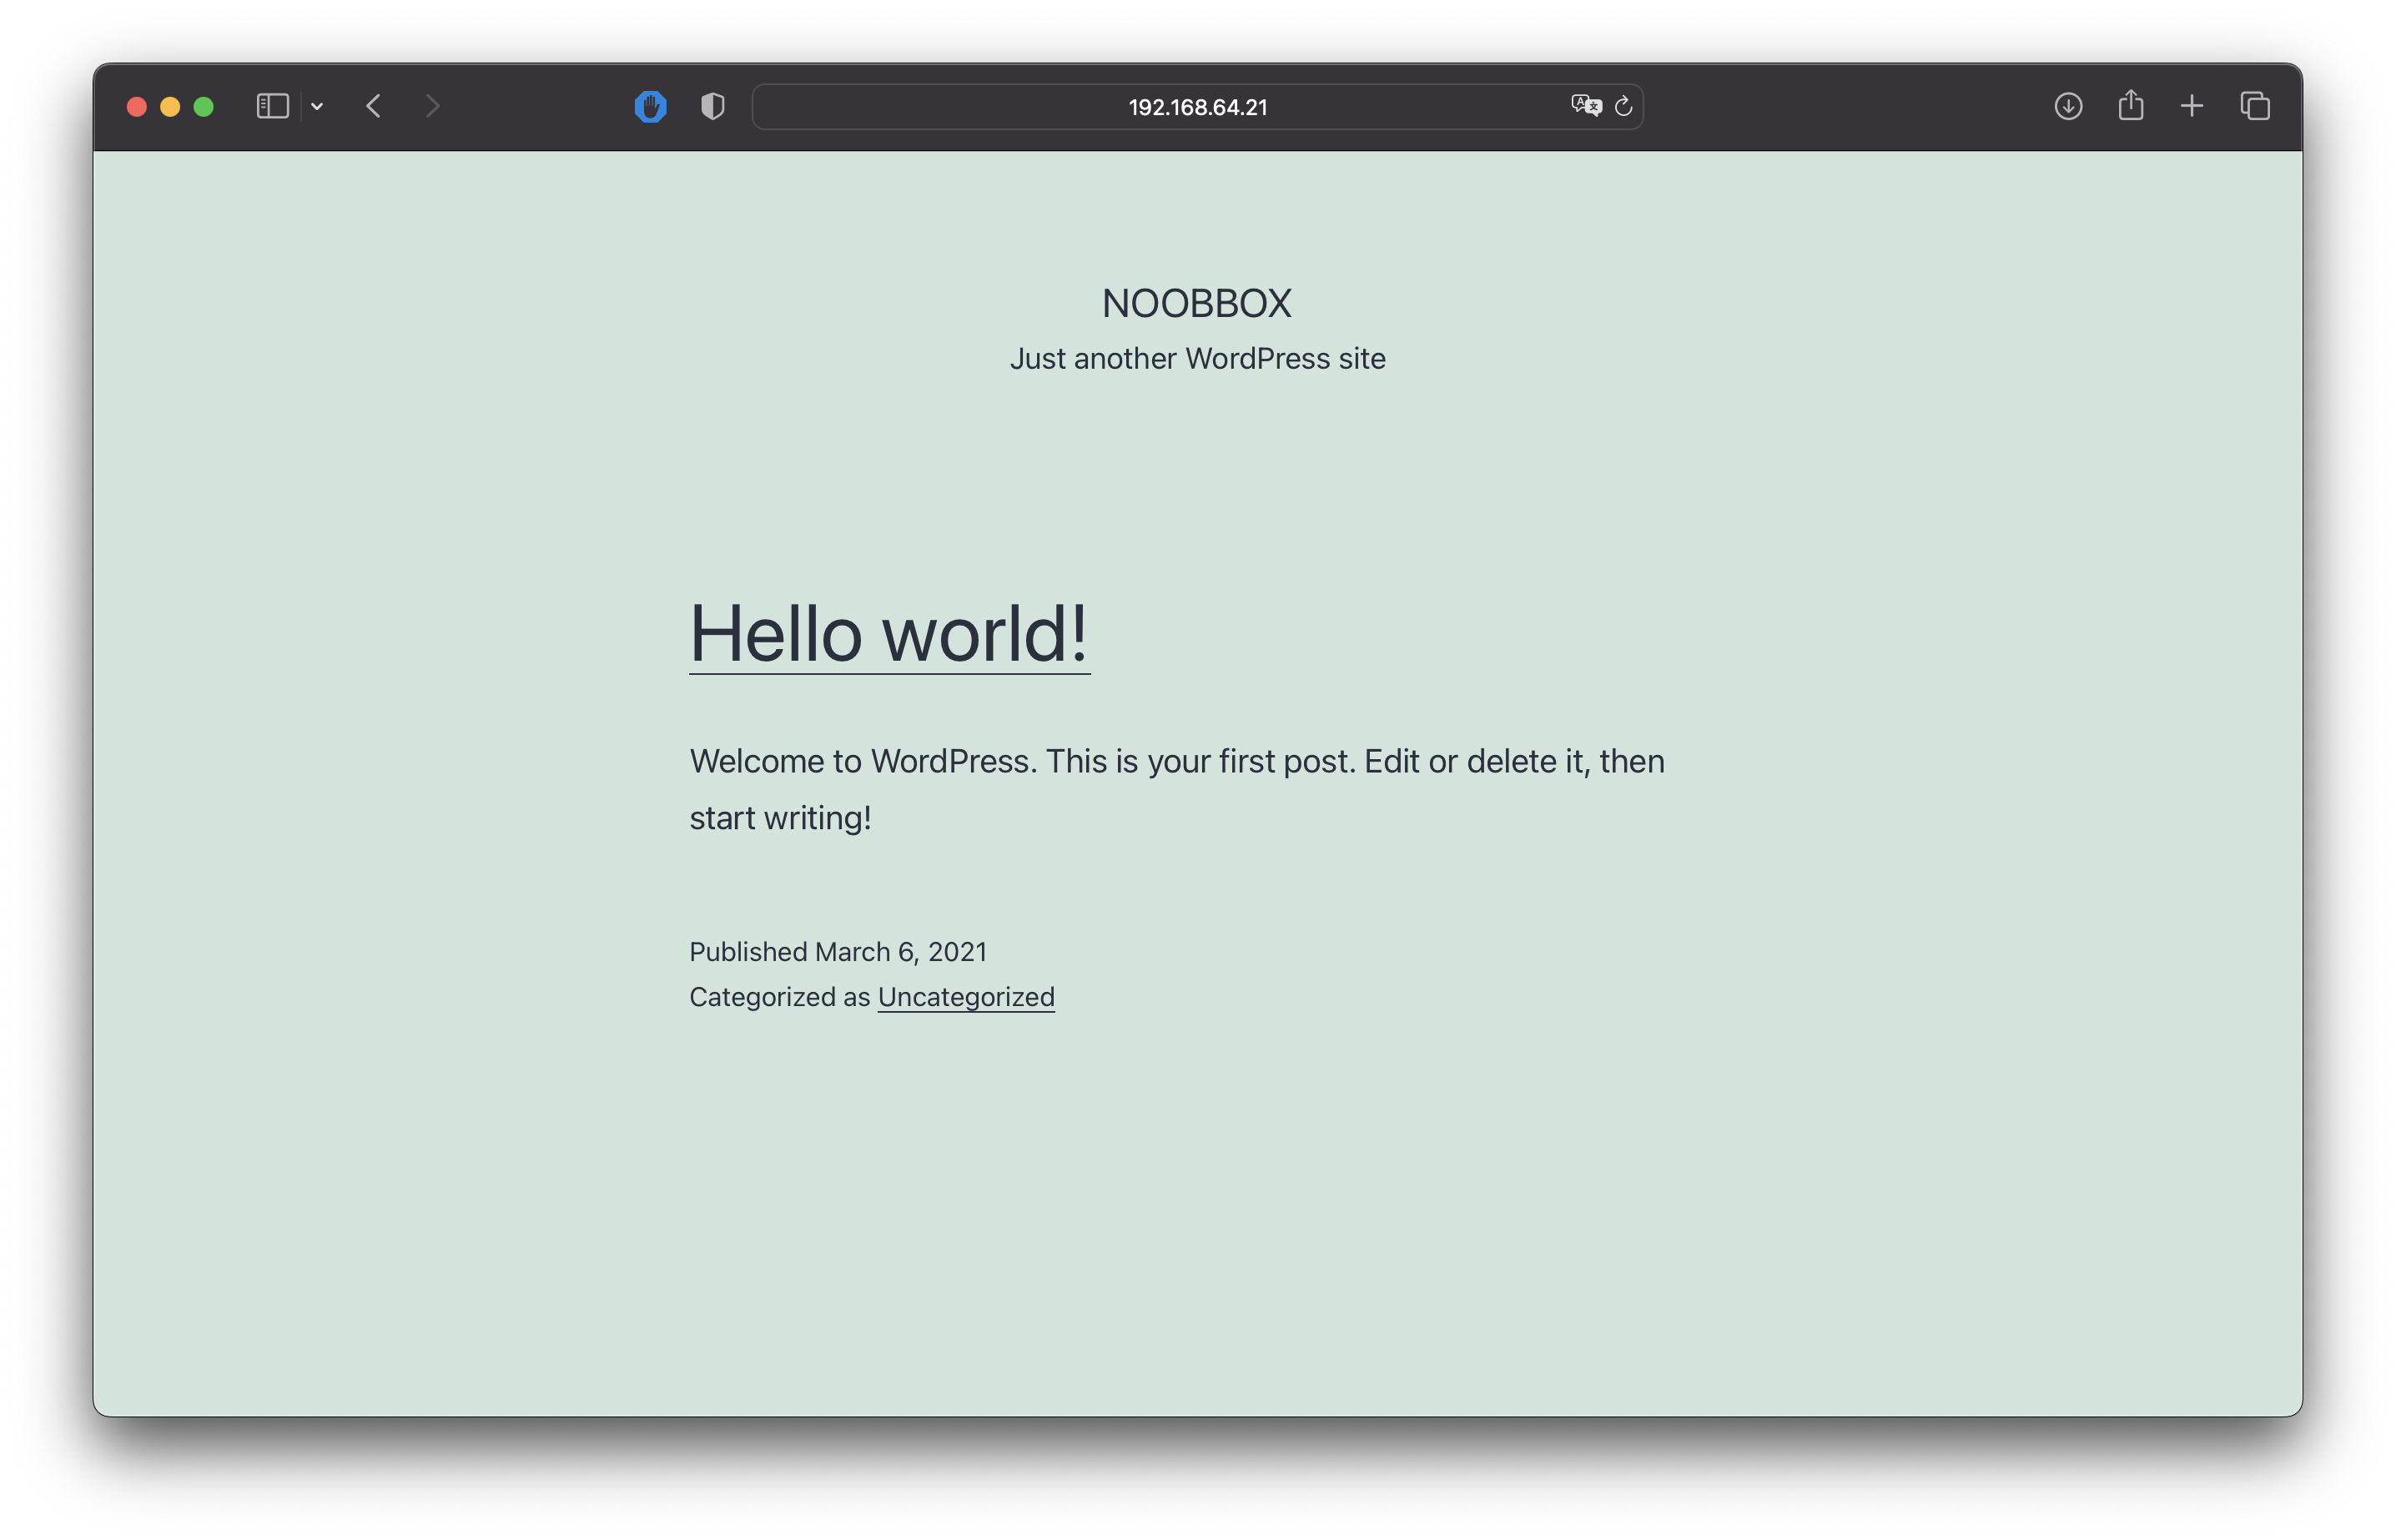 192.168.64.21
NOOBBOX
Just another WordPress site
Hello world!
Welcome to WordPress. This is your first post. Edit or delete it, then
start writing!
Published March 6, 2021
Categorized as Uncategorized